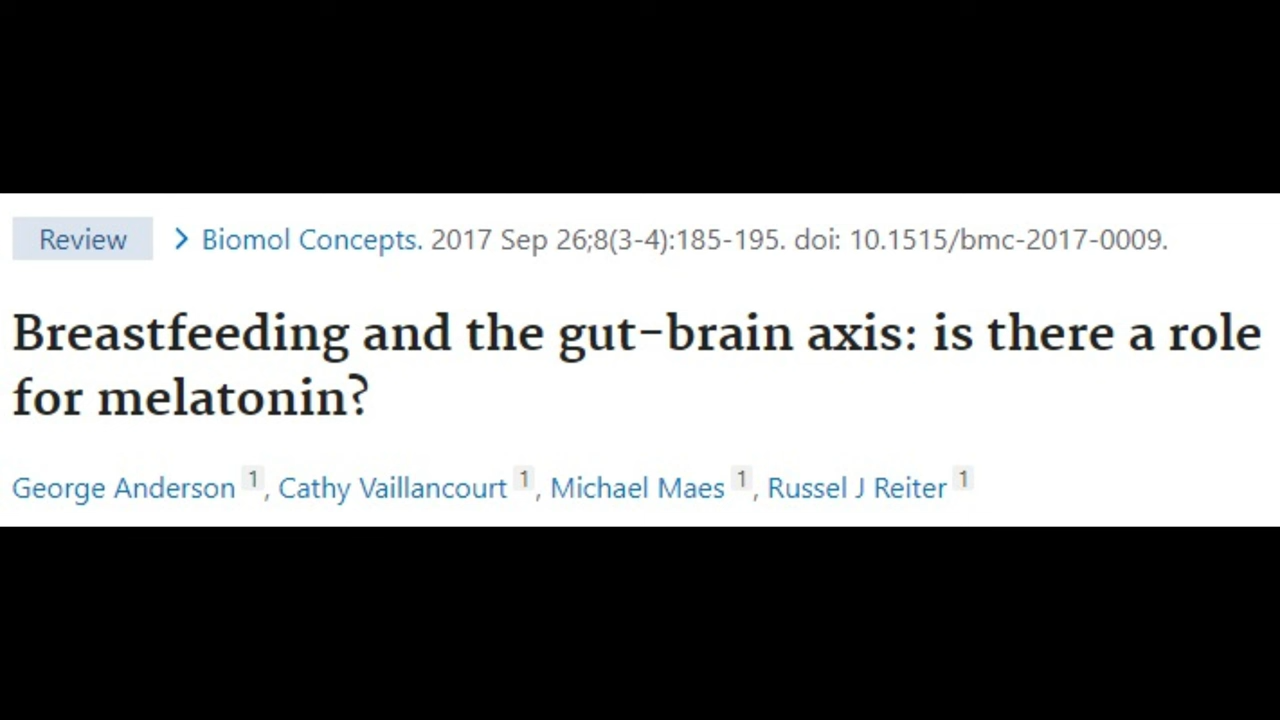 Review > Biomol Concepts. 2017 Sep 26;8(3-4):185-195. doi: 10.1515/bmc-2017-0009.
Breastfeeding and the gut-brain axis: is there a role
for melatonin?
George Anderson 1, Cathy Vaillancourt 1, Michael Maes 1, Russel J Reiter 1